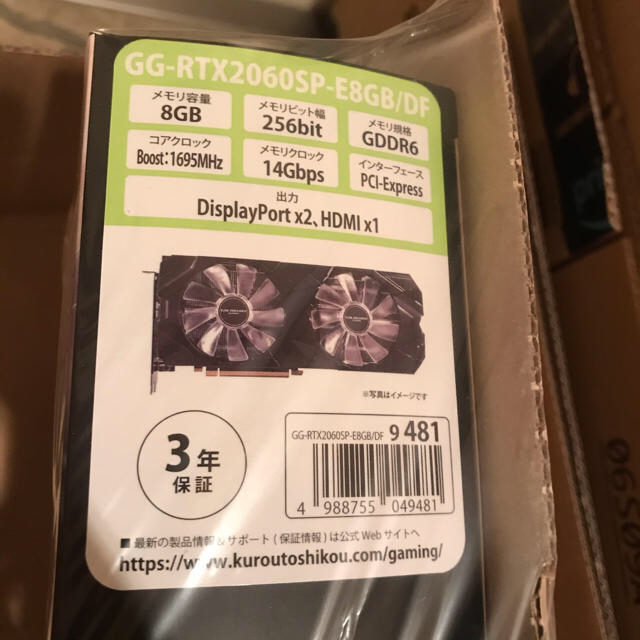 GG-RTX2060SP-E8GB/DF
メモリ容量
8GB
メモリビット幅
256bit
メモリ規格
GDDR6
コアクロック
Boost:1695MHz
メモリクロック
14Gbps
インターフェース
PCI-Express
出力
DisplayPort x2、HDMI x1
※写真はイメージです
3年
保証
GG-RTX2060SP-E8GB/DF 9 481
4 988755 049481
■ 最新の製品情報&サポート(保証情報)は公式Webサイトへ
https://www.kuroutoshikou.com/gaming/